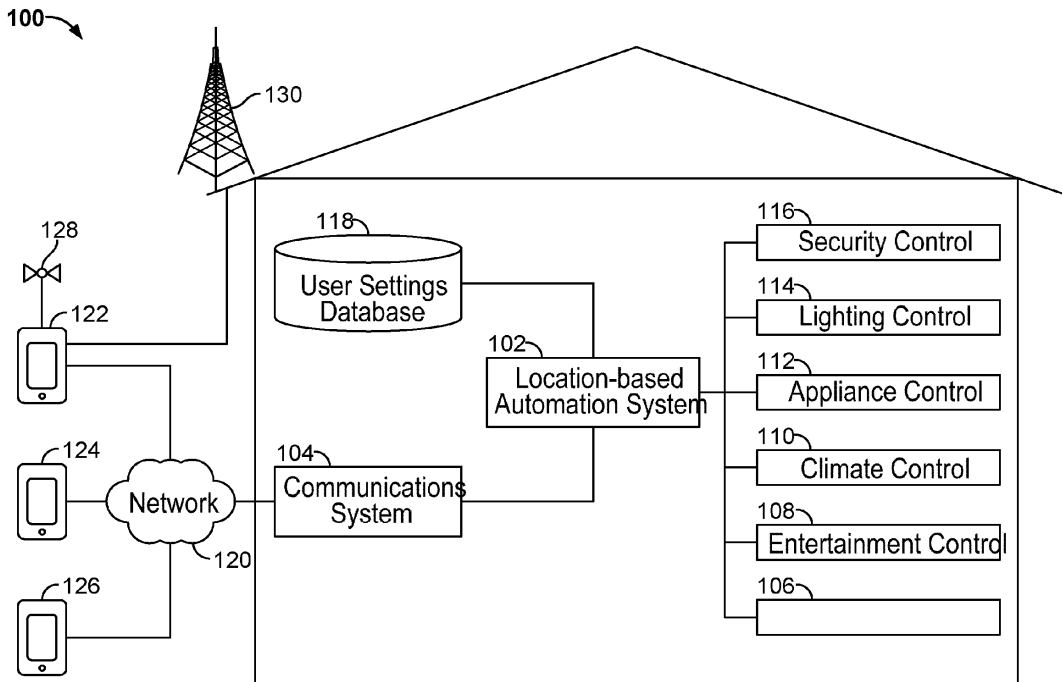 100
130
116
Security Control
128
118
User Settings
Database
114
Lighting Control
122
102
Location-based
Automation System
112
Appliance Control
124
104
Communications
System
110
Climate Control
Network
120
108
Entertainment Control
126
106